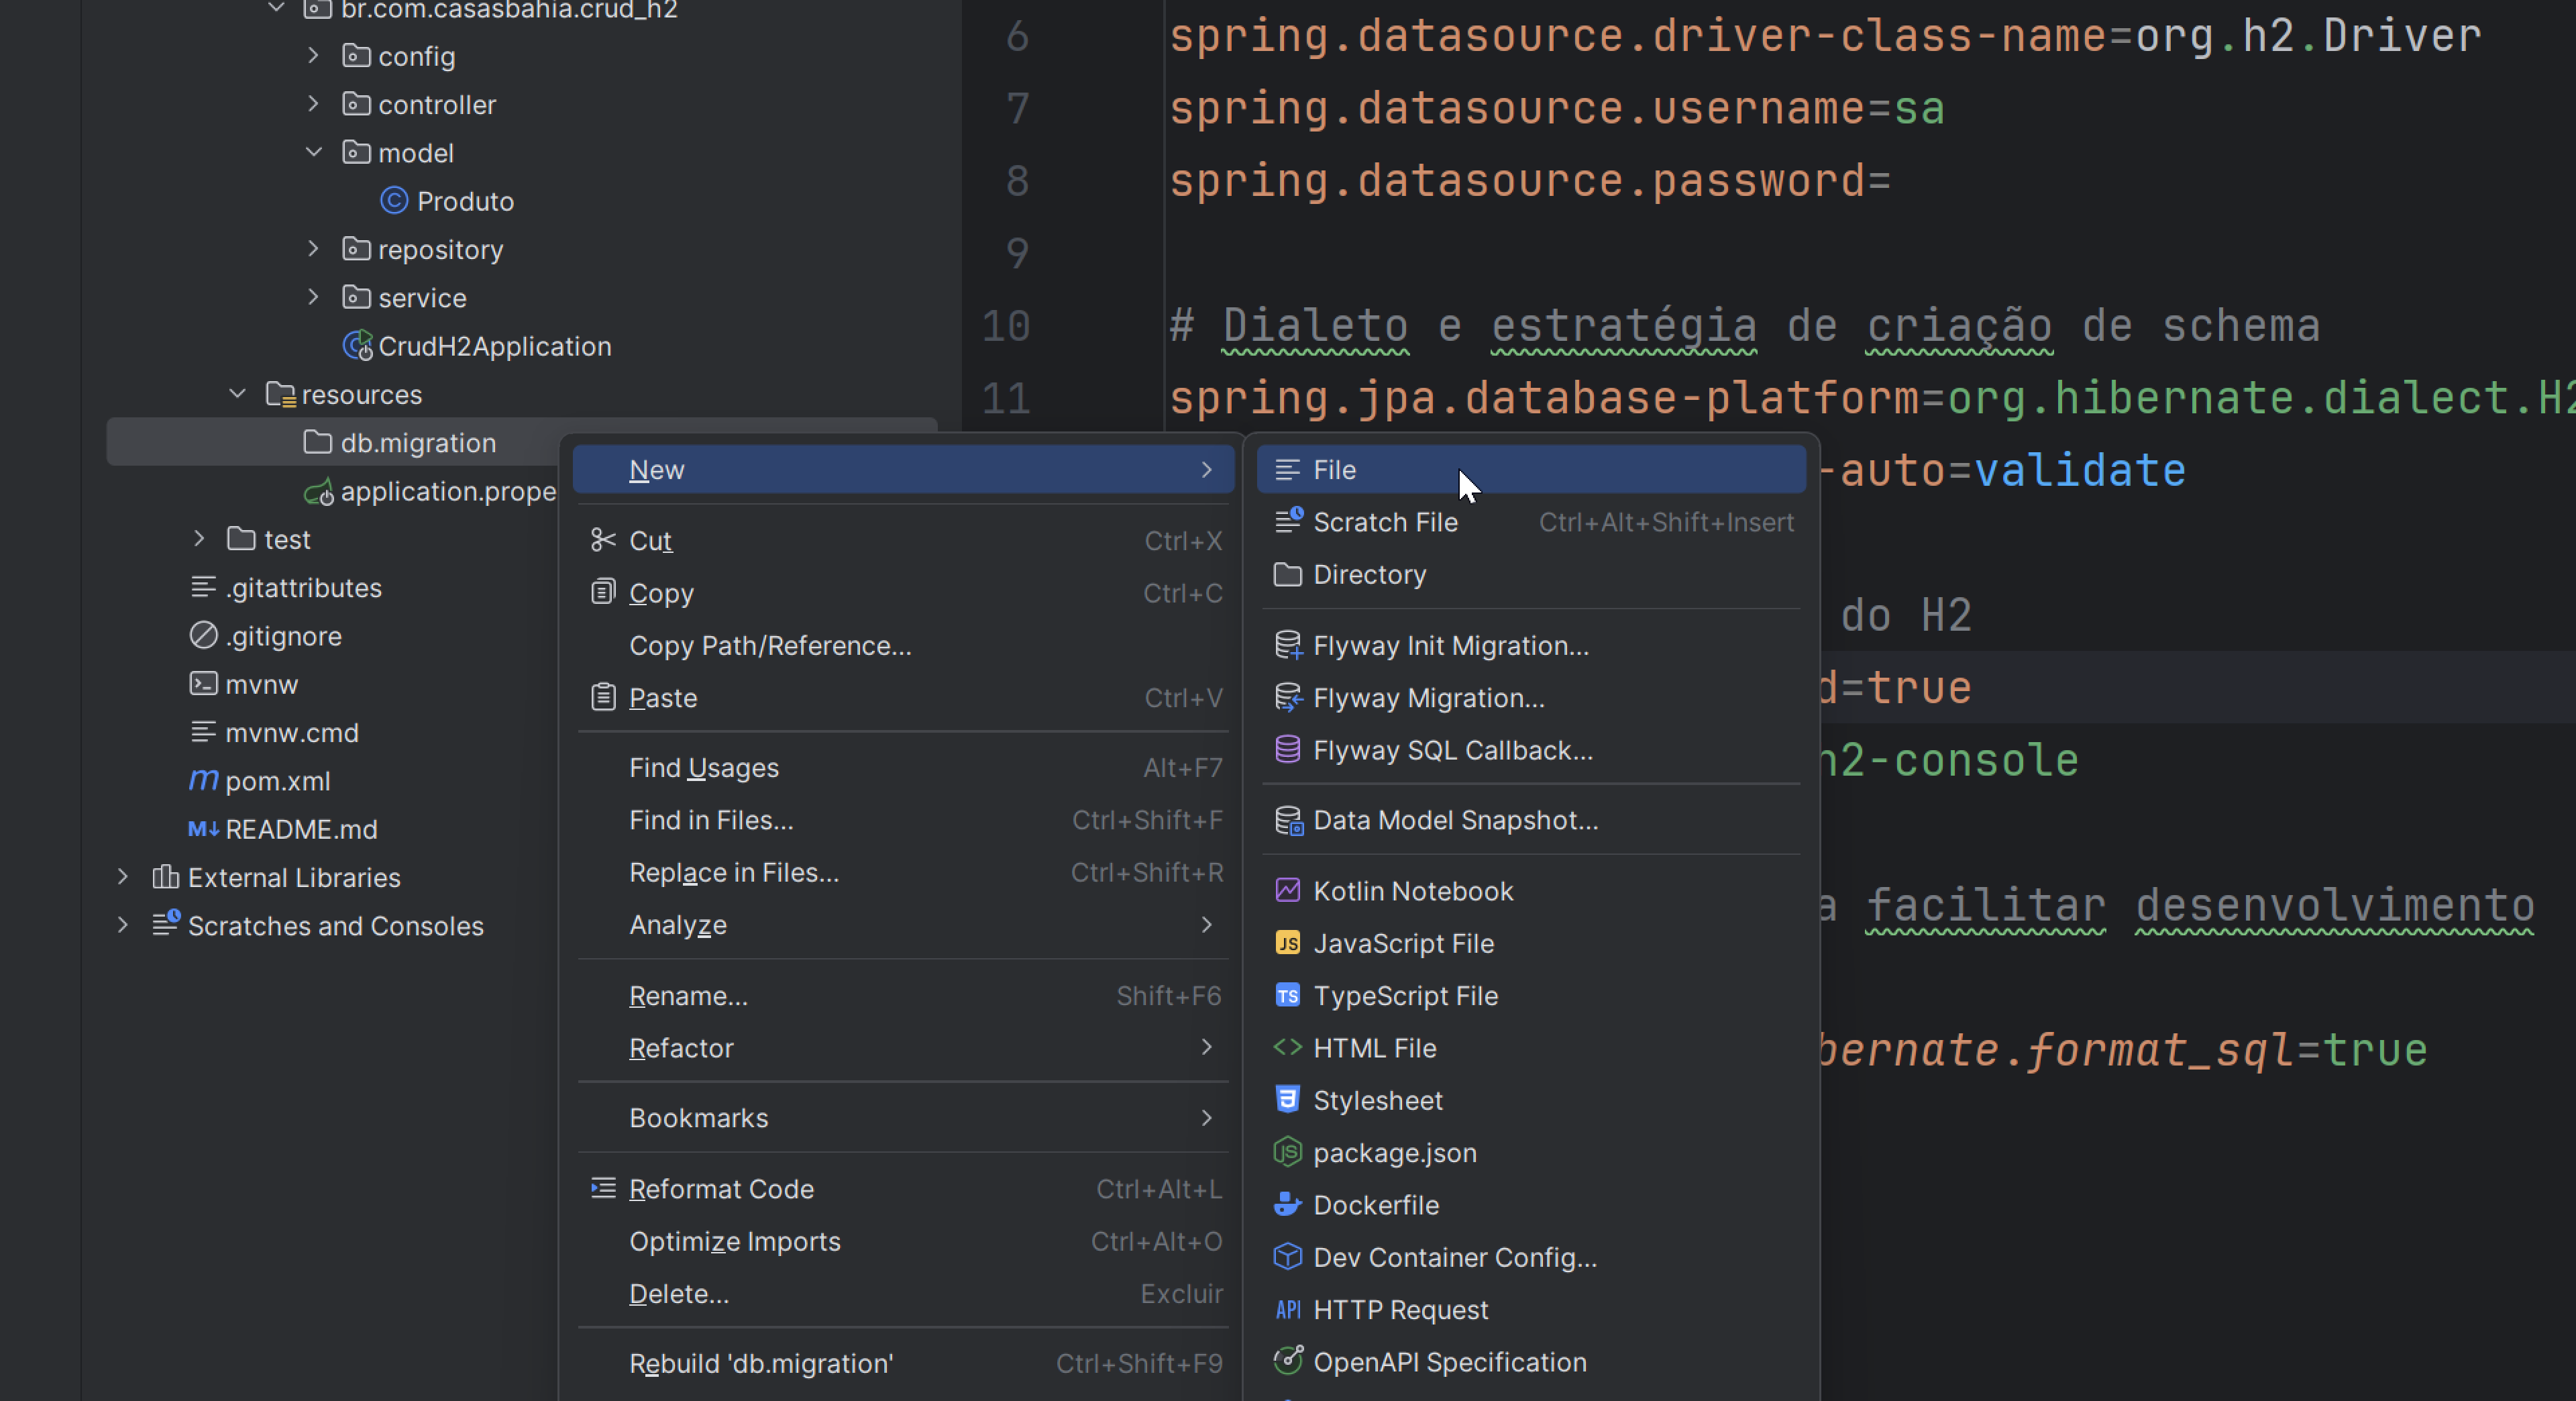 br.com.casasbahia.crud_h2
config
controller
model
Produto
repository
service
CrudH2Application
resources
db.migration
application.prope
test
.gitattributes
.gitignore
mvnw
mvnw.cmd
pom.xml
README.md
External Libraries
Scratches and Consoles
New
Cut Ctrl+X
Copy Ctrl+C
Copy Path/Reference...
Paste Ctrl+V
Find Usages Alt+F7
Find in Files... Ctrl+Shift+F
Replace in Files... Ctrl+Shift+R
Analyze
Rename... Shift+F6
Refactor
Bookmarks
Reformat Code Ctrl+Alt+L
Optimize Imports Ctrl+Alt+O
Delete... Excluir
Rebuild 'db.migration' Ctrl+Shift+F9
File
Scratch File Ctrl+Alt+Shift+Insert
Directory
Flyway Init Migration...
Flyway Migration...
Flyway SQL Callback...
Data Model Snapshot...
Kotlin Notebook
JavaScript File
TypeScript File
HTML File
Stylesheet
package.json
Dockerfile
Dev Container Config...
HTTP Request
OpenAPI Specification
6 spring.datasource.driver-class-name=org.h2.Driver
7 spring.datasource.username=sa
8 spring.datasource.password=
9
10 # Dialeto e estratégia de criação de schema
11 spring.jpa.database-platform=org.hibernate.dialect.H2
-auto=validate
do H2
d=true
h2-console
a facilitar desenvolvimento
bernate.format_sql=true